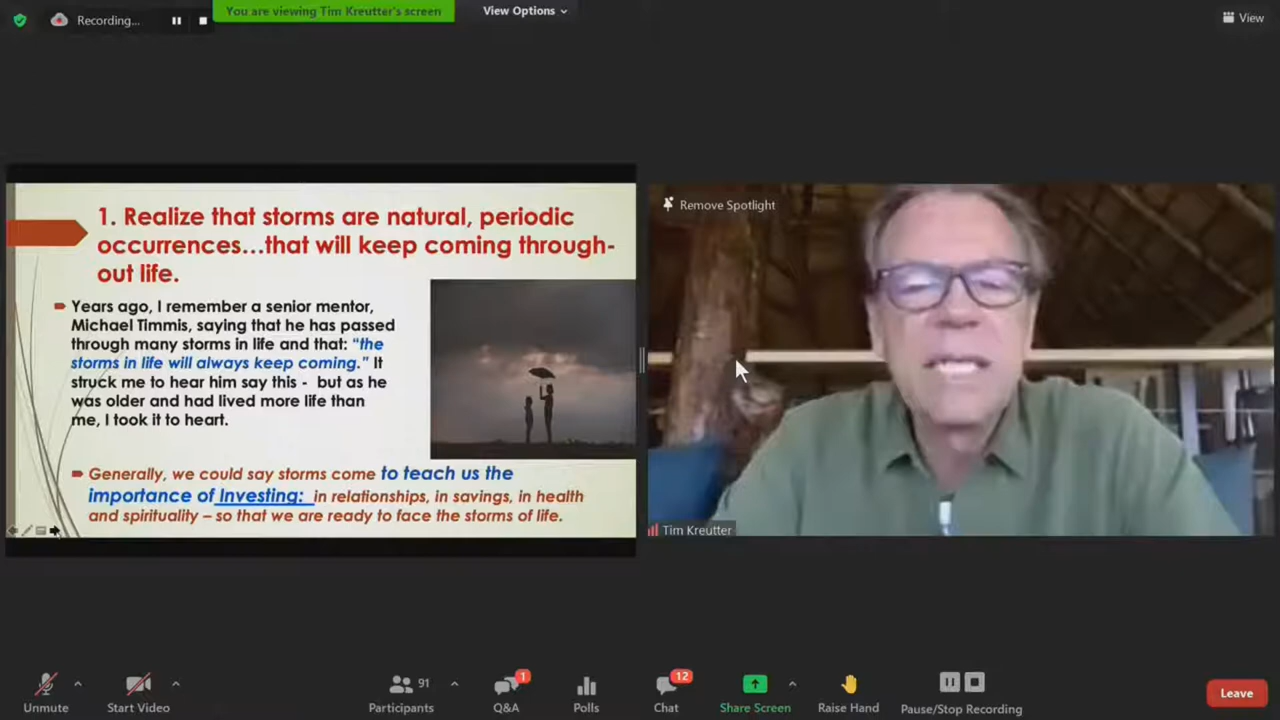 Recording...
You are viewing Tim Kreutter's screen
View Options
View
1. Realize that storms are natural, periodic
occurrences...that will keep coming through-
out life.
Years ago, I remember a senior mentor,
Michael Timmis, saying that he has passed
through many storms in life and that: “the
storms in life will always keep coming.” It
struck me to hear him say this - but as he
was older and had lived more life than
me, I took it to heart.
Generally, we could say storms come to teach us the
importance of Investing: in relationships, in savings, in health
and spirituality – so that we are ready to face the storms of life.
Remove Spotlight
Tim Kreutter
Unmute
Start Video
91
Participants
1
Q&A
Polls
12
Chat
Share Screen
Raise Hand
Pause/Stop Recording
Leave